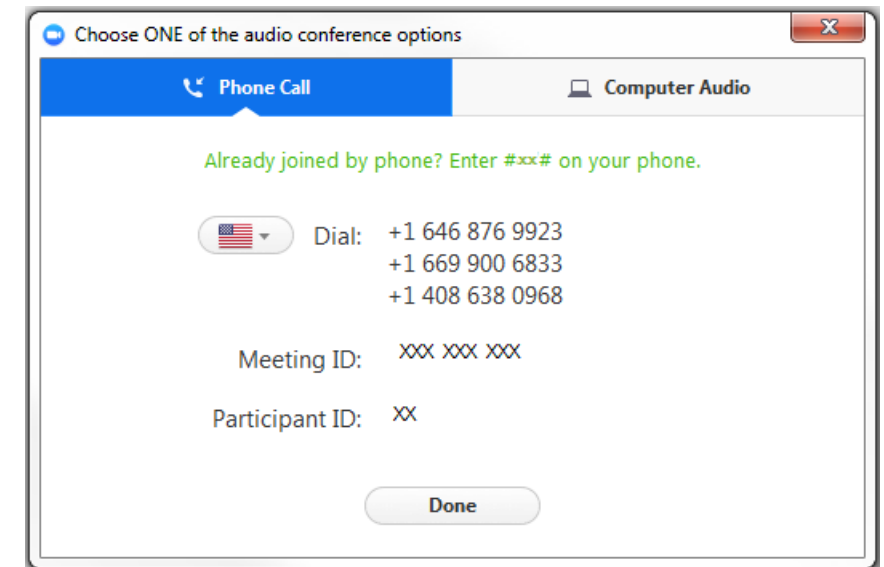 Choose ONE of the audio conference options
Phone Call
Computer Audio
Already joined by phone? Enter #xx# on your phone.
Dial: +1 646 876 9923
+1 669 900 6833
+1 408 638 0968
Meeting ID: XXX XXX XXX
Participant ID: XX
Done